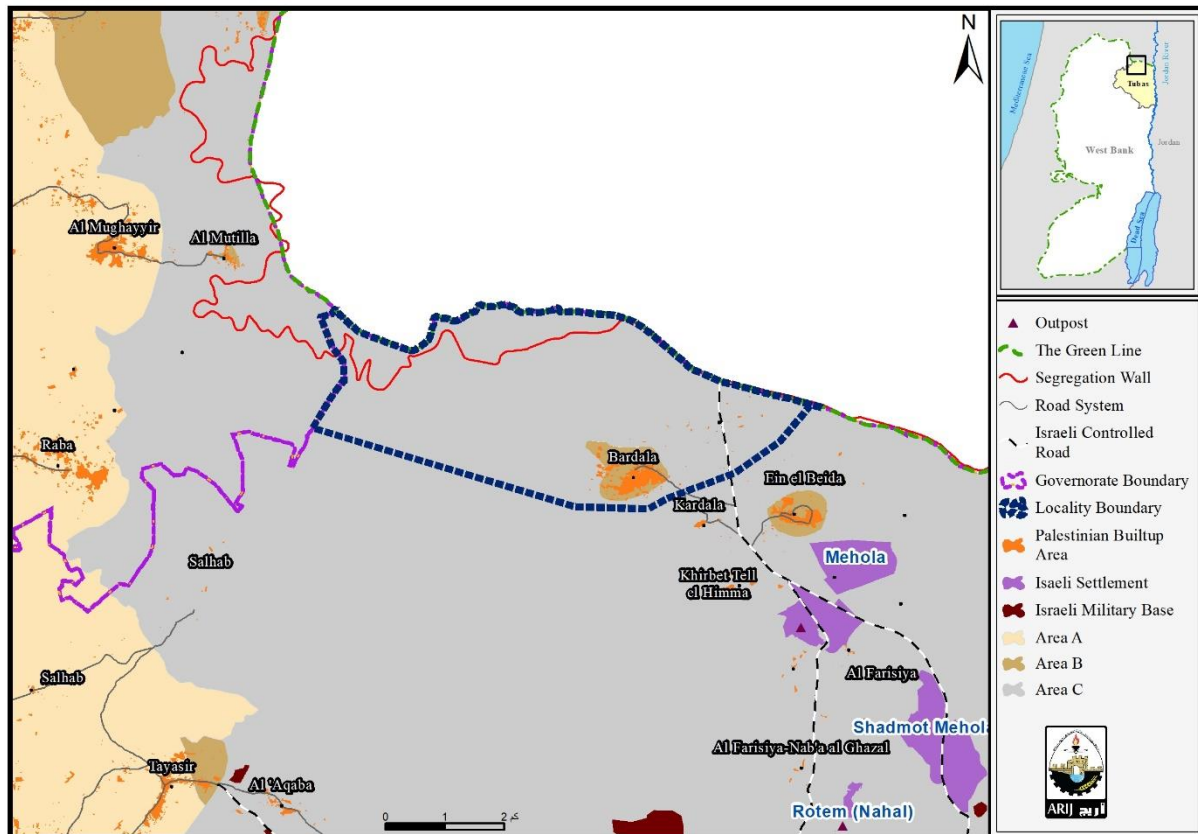 N
Al Mughayyir
Al Mutilla
Raba
Bardala
Ein el Beida
Kardala
Mehola
Salhab
Khirbet Tell
el Himma
Al Farisiya
Salhab
Shadmot Mehola
Al Farisiya-Nab'a al Ghazal
Tayasir
Al 'Aqaba
Rotem (Nahal)
كم
0 1 2
Mediterranean Sea
Jordan River
Tubas
Jordan
West Bank
Dead Sea
Outpost
The Green Line
Segregation Wall
Road System
Israeli Controlled
Road
Governorate Boundary
Locality Boundary
Palestinian Builtup
Area
Isaeli Settlement
Israeli Military Base
Area A
Area B
Area C
ARIJ أريج